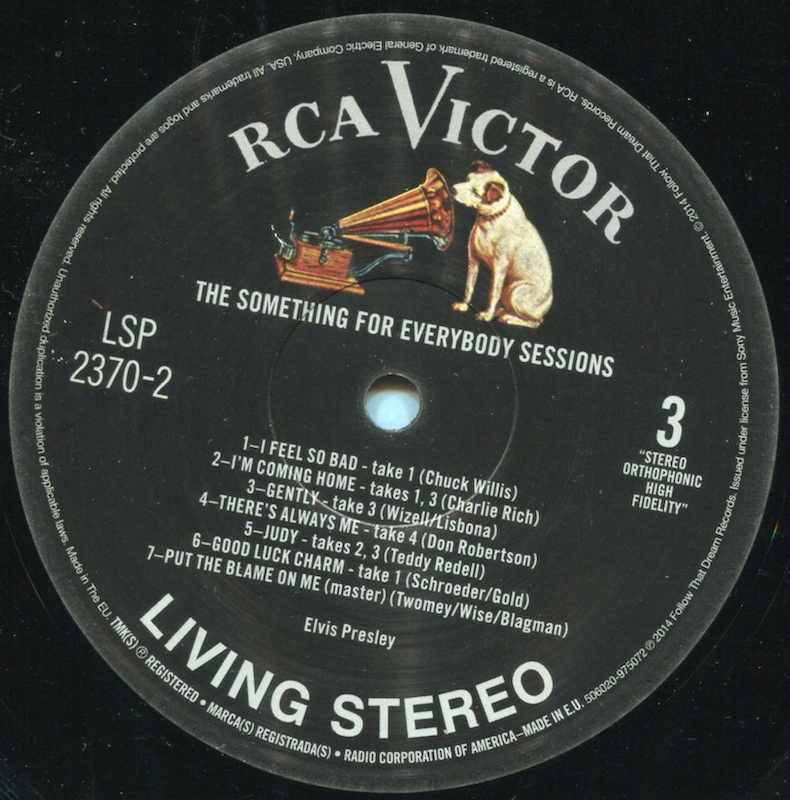 RCA VICTOR
THE SOMETHING FOR EVERYBODY SESSIONS
LSP
2370-2
3
"STEREO
ORTHOPHONIC
HIGH
FIDELITY"
1–I FEEL SO BAD - take 1 (Chuck Willis)
2–I'M COMING HOME - takes 1, 3 (Charlie Rich)
3–GENTLY - take 3 (Wizell/Lisbona)
4–THERE'S ALWAYS ME - take 4 (Don Robertson)
5–JUDY - takes 2, 3 (Teddy Redell)
6–GOOD LUCK CHARM - take 1 (Schroeder/Gold)
7–PUT THE BLAME ON ME (master) (Twomey/Wise/Blagman)
Elvis Presley
LIVING STEREO
TMK(S) ® REGISTERED • MARCA(S) REGISTRADA(S) • RADIO CORPORATION OF AMERICA–MADE IN E.U.
506020-975072 ℗ 2014 Follow That Dream Records. Issued under license from Sony Music Entertainment. © 2014 Follow That Dream Records. RCA is a registered trademark of General Electric Company, USA. All trademarks and logos are protected. All rights reserved. Unauthorized duplication is a violation of applicable laws. Made in The EU.